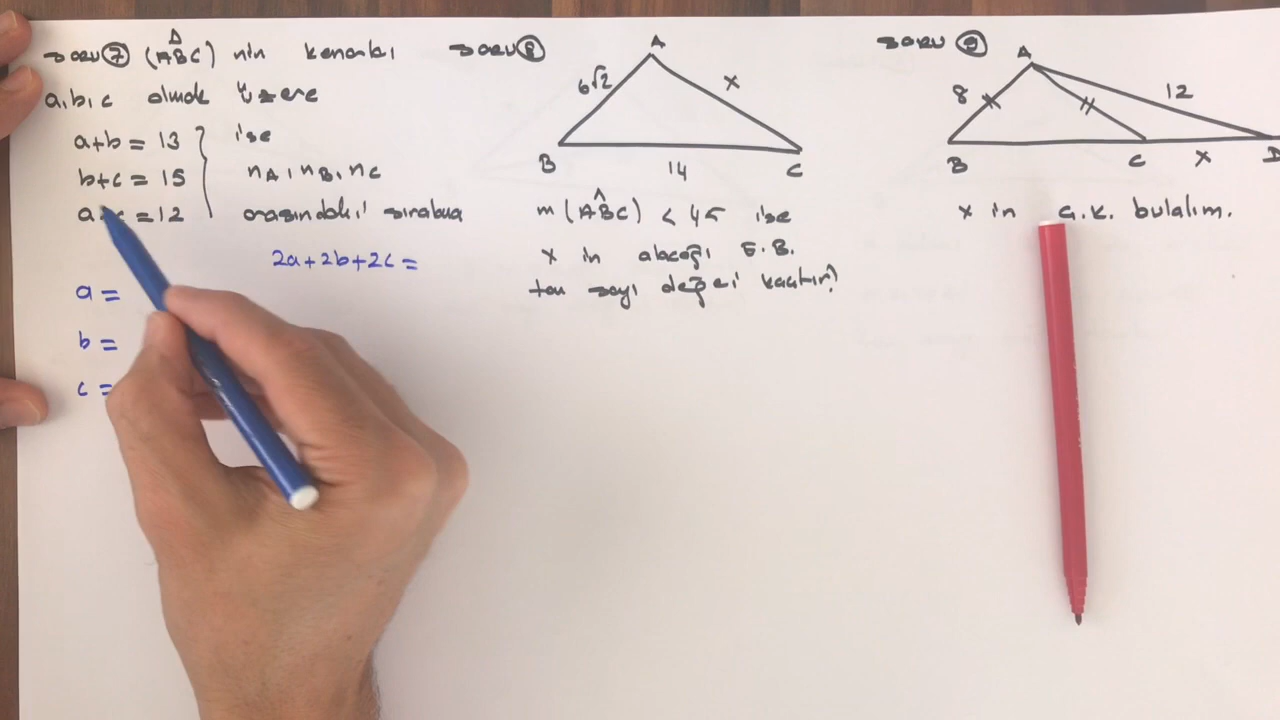 SORU 7 (ABC) nin kenarları
a, b, c olmak üzere
a+b = 13 ise
b+c = 15 nA, nB, nC
a+c = 12 arasındaki sıralama
2a+2b+2c =
a =
b =
c =
SORU 8
A
6√2 x
B 14 C
m(ABC) < 45 ise
x in alacağı E.B.
tam sayı değeri kaçtır?
SORU 9
A
8 12
B C x D
x in a.k. bulalım.